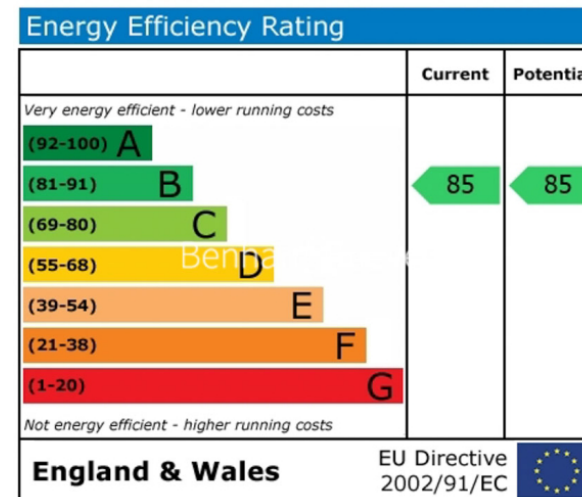 Energy Efficiency Rating
Current Potentia
Very energy efficient - lower running costs
(92-100) A
(81-91) B 85 85
(69-80) C
(55-68) D
(39-54) E
(21-38) F
(1-20) G
Not energy efficient - higher running costs
England & Wales
EU Directive
2002/91/EC